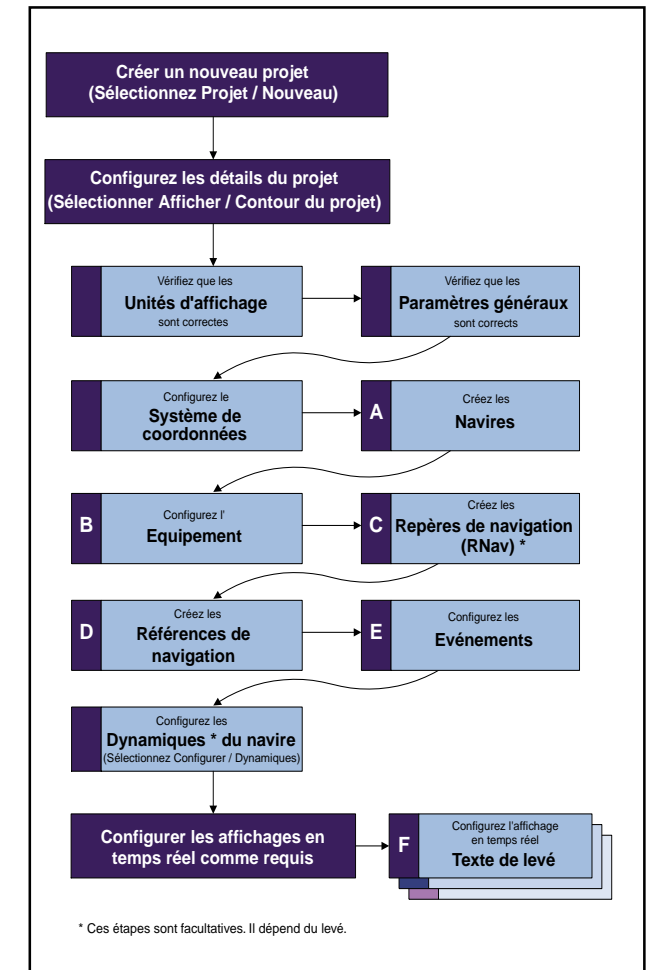 Créer un nouveau projet
(Sélectionnez Projet / Nouveau)
Configurez les détails du projet
(Sélectionner Afficher / Contour du projet)
Vérifiez que les
Unités d'affichage
sont correctes
Vérifiez que les
Paramètres généraux
sont corrects
Configurez le
Système de
coordonnées
A
Créez les
Navires
B
Configurez l'
Equipement
C
Créez les
Repères de navigation
(RNav) *
D
Créez les
Références de
navigation
E
Configurez les
Evénements
Configurez les
Dynamiques * du navire
(Sélectionnez Configurer / Dynamiques)
Configurer les affichages en
temps réel comme requis
F
Configurez l'affichage
en temps réel
Texte de levé
* Ces étapes sont facultatives. Il dépend du levé.